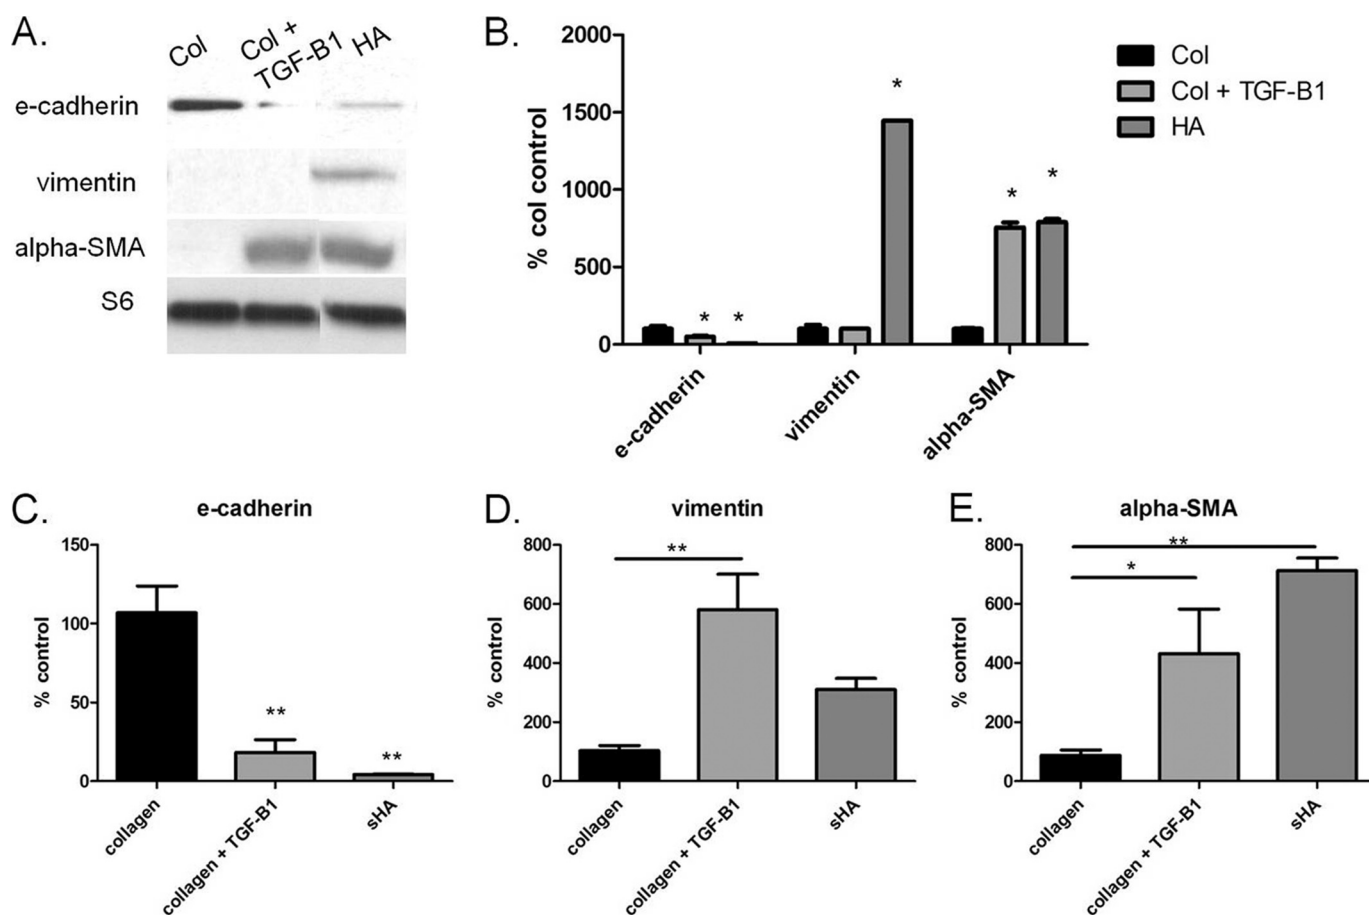 A.
Col
Col +
TGF-B1
HA
e-cadherin
vimentin
alpha-SMA
S6
B.
2000
1500
1000
500
0
% col control
*
*
*
*
*
e-cadherin
vimentin
alpha-SMA
Col
Col + TGF-B1
HA
C.
e-cadherin
150
100
50
0
% control
**
**
collagen
collagen + TGF-B1
sHA
D.
vimentin
800
600
400
200
0
% control
**
collagen
collagen + TGF-B1
sHA
E.
alpha-SMA
800
600
400
200
0
% control
**
*
collagen
collagen + TGF-B1
sHA